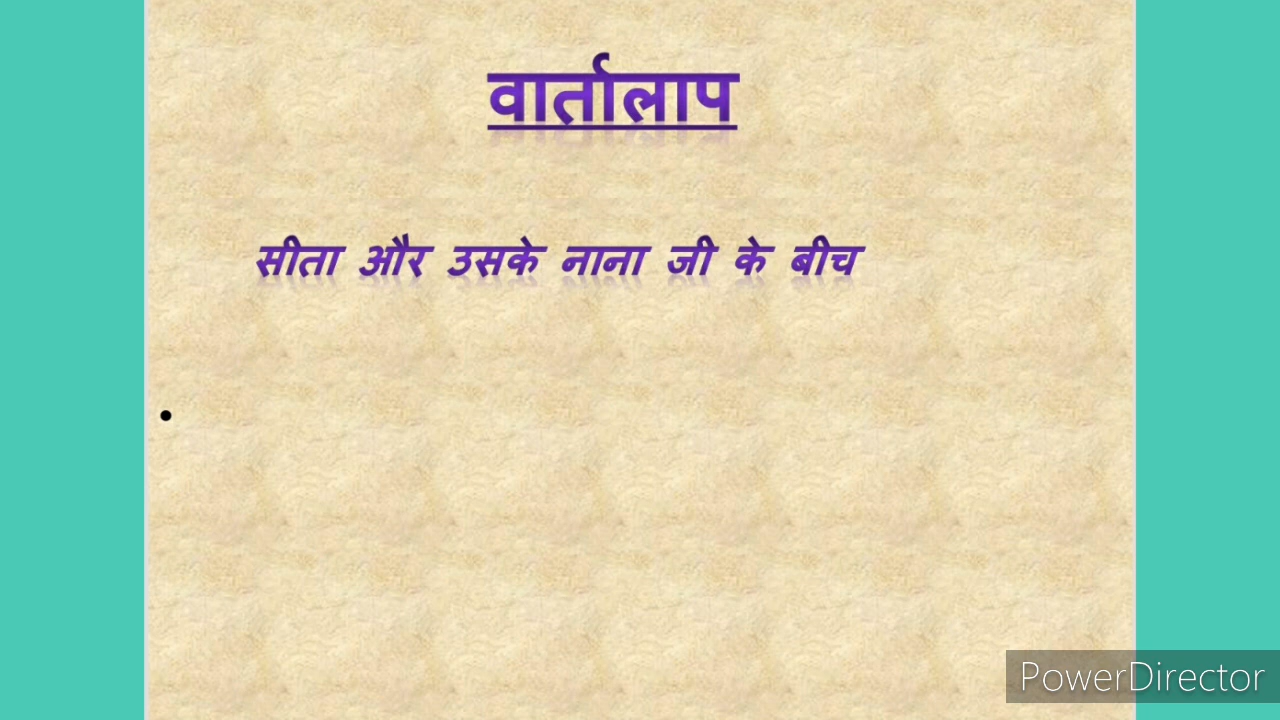 वार्तालाप
सीता और उसके नाना जी के बीच
•
PowerDirector